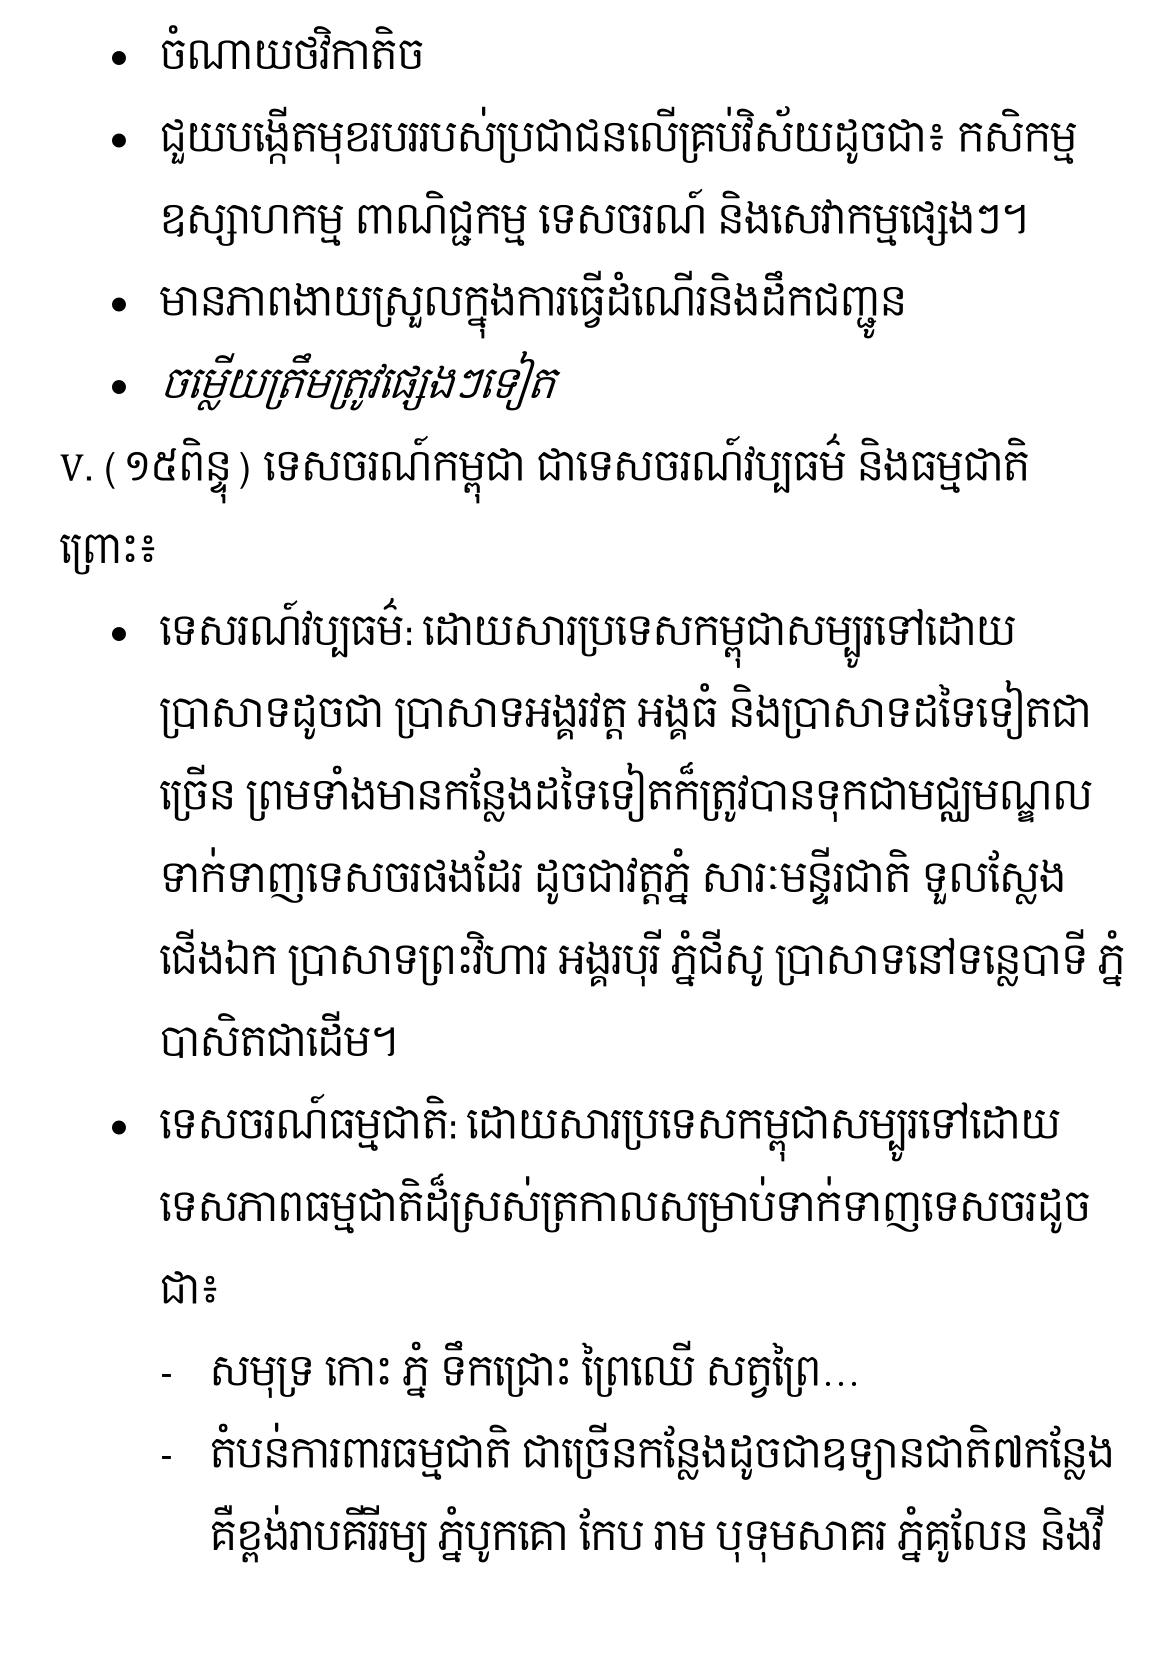 • ចំណាយថវិកាតិច
• ជួយបង្កើតមុខរបររបស់ប្រជាជនលើគ្រប់វិស័យដូចជា៖ កសិកម្ម
ឧស្សាហកម្ម ពាណិជ្ជកម្ម ទេសចរណ៍ និងសេវាកម្មផ្សេងៗ។
• មានភាពងាយស្រួលក្នុងការធ្វើដំណើរនិងដឹកជញ្ជូន
• ចម្លើយត្រឹមត្រូវផ្សេងៗទៀត
V. ( ១៥ពិន្ទុ ) ទេសចរណ៍កម្ពុជា ជាទេសចរណ៍វប្បធម៌ និងធម្មជាតិ
ព្រោះ៖
• ទេសរណ៍វប្បធម៌: ដោយសារប្រទេសកម្ពុជាសម្បូរទៅដោយ
ប្រាសាទដូចជា ប្រាសាទអង្គរវត្ត អង្គធំ និងប្រាសាទដទៃទៀតជា
ច្រើន ព្រមទាំងមានកន្លែងដទៃទៀតក៏ត្រូវបានទុកជាមជ្ឈមណ្ឌល
ទាក់ទាញទេសចរផងដែរ ដូចជាវត្តភ្នំ សារៈមន្ទីរជាតិ ទួលស្លែង
ជើងឯក ប្រាសាទព្រះវិហារ អង្គរបុរី ភ្នំជីសូ ប្រាសាទនៅទន្លេបាទី ភ្នំ
បាសិតជាដើម។
• ទេសចរណ៍ធម្មជាតិ: ដោយសារប្រទេសកម្ពុជាសម្បូរទៅដោយ
ទេសភាពធម្មជាតិដ៏ស្រស់ត្រកាលសម្រាប់ទាក់ទាញទេសចរដូច
ជា៖
- សមុទ្រ កោះ ភ្នំ ទឹកជ្រោះ ព្រៃឈើ សត្វព្រៃ…
- តំបន់ការពារធម្មជាតិ ជាច្រើនកន្លែងដូចជាឧទ្យានជាតិ៧កន្លែង
គឺខ្ពង់រាបគីរីរម្យ ភ្នំបូកគោ កែប រាម បុទុមសាគរ ភ្នំគូលែន និងវី